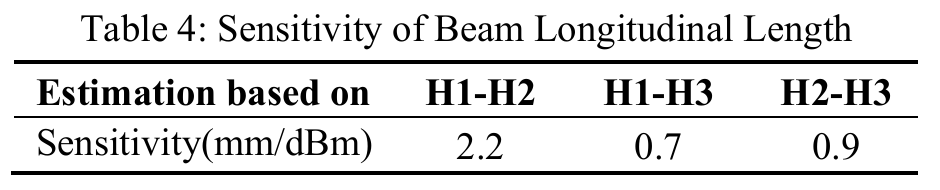 Table 4: Sensitivity of Beam Longitudinal Length
Estimation based on H1-H2 H1-H3 H2-H3
Sensitivity(mm/dBm) 2.2 0.7 0.9